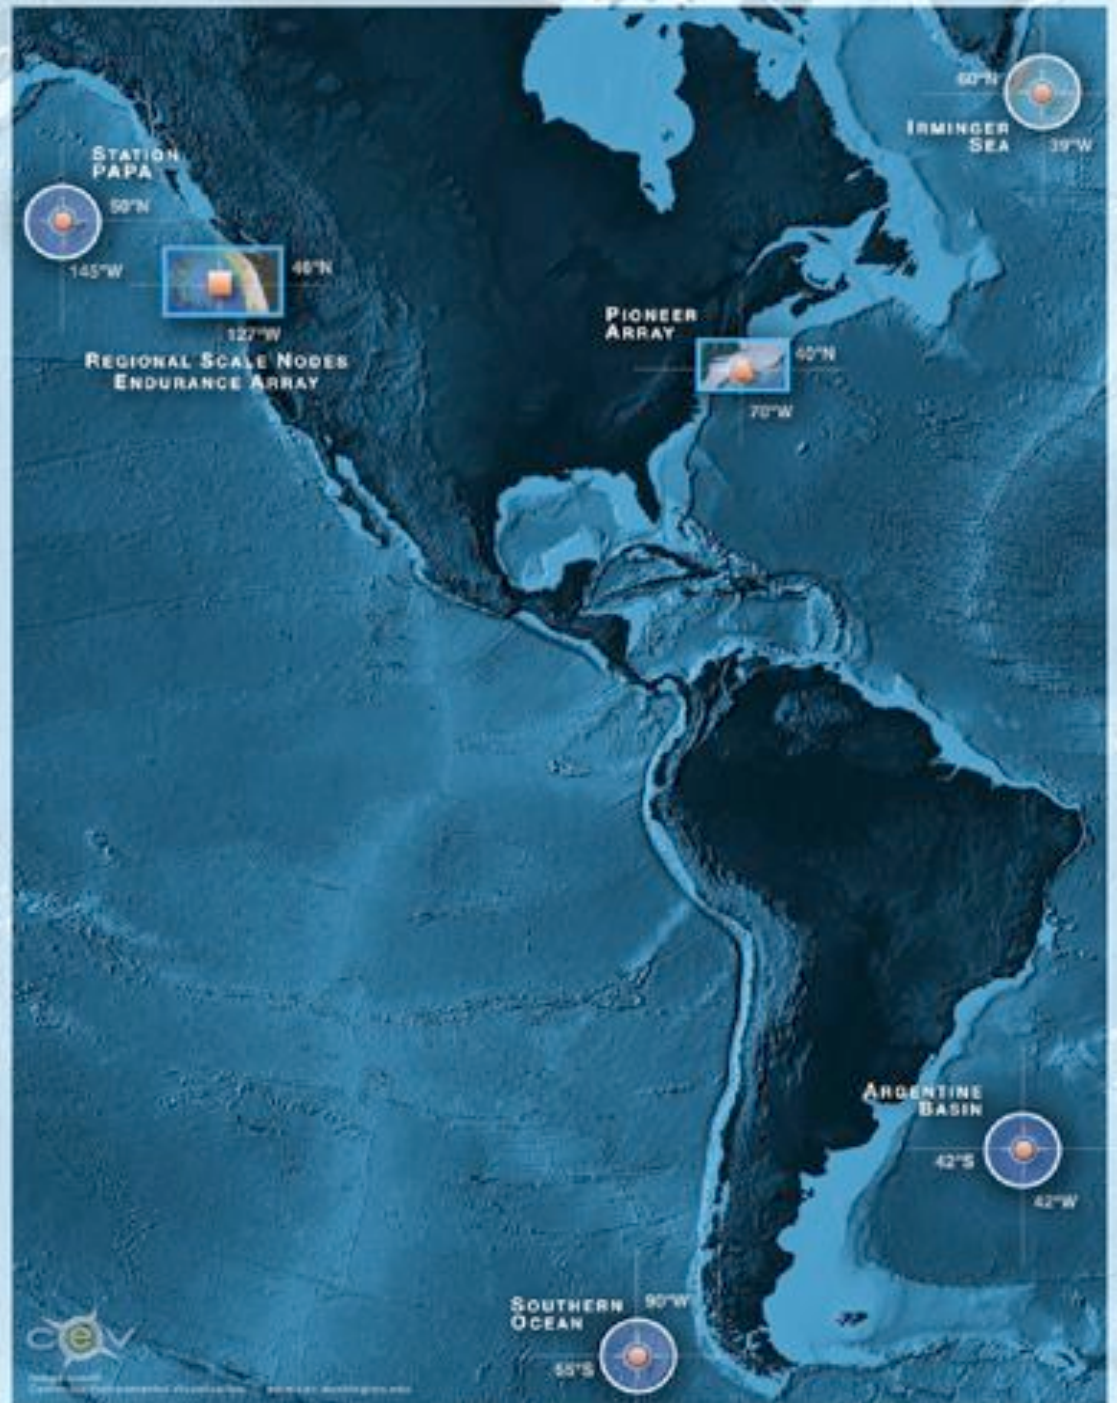 60°N
IRMINGER
SEA
39°W
STATION
PAPA
50°N
145°W
46°N
127°W
REGIONAL SCALE NODES
ENDURANCE ARRAY
PIONEER
ARRAY
40°N
70°W
ARGENTINE
BASIN
42°S
42°W
SOUTHERN
OCEAN
90°W
55°S
cev